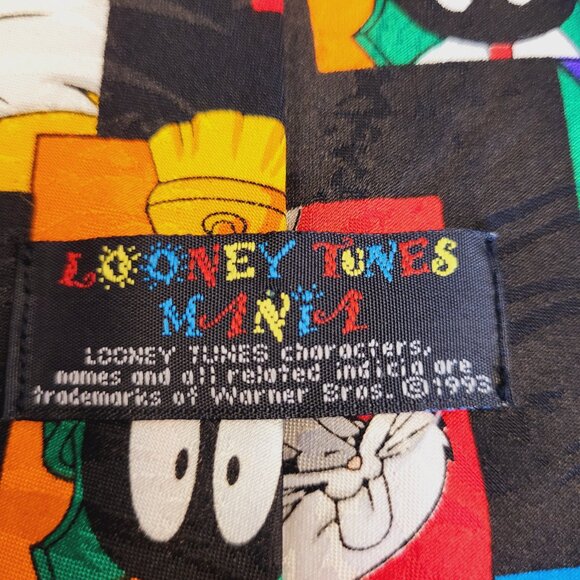 LOONEY TUNES
MANIA
LOONEY TUNES characters,
names and all related indicia are
trademarks of Warner Bros. ©1993